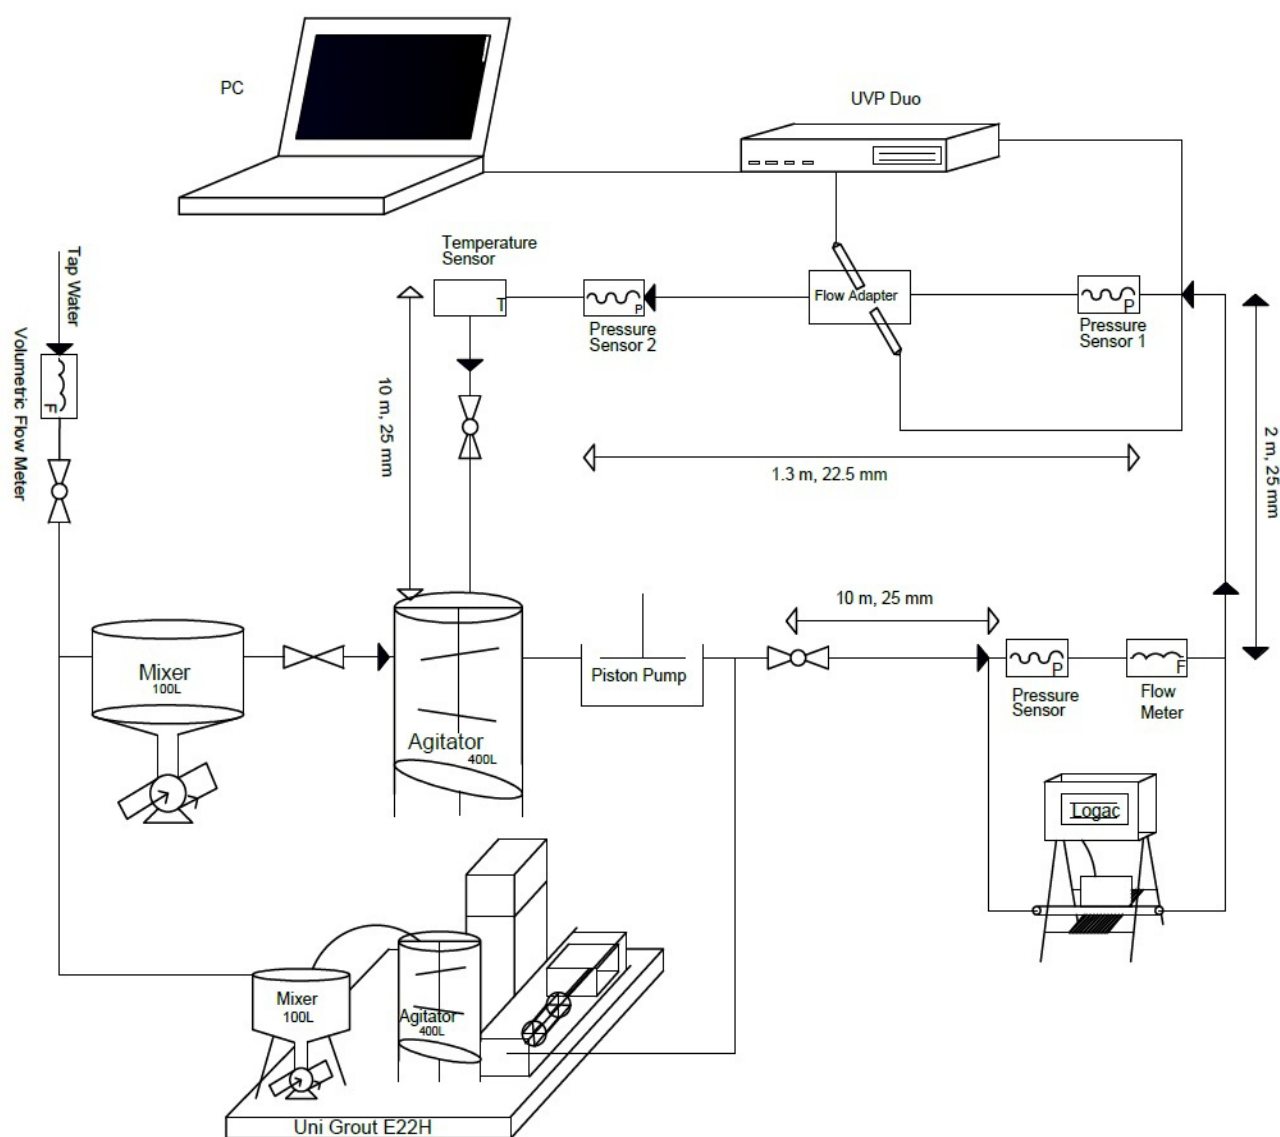 PC
UVP Duo
Temperature
Sensor
T
P
Pressure
Sensor 2
Flow Adapter
P
Pressure
Sensor 1
Tap Water
F
Volumetric Flow Meter
10 m, 25 mm
1.3 m, 22.5 mm
2 m, 25 mm
10 m, 25 mm
Mixer
100L
Agitator
400L
Piston Pump
P
Pressure
Sensor
F
Flow
Meter
Logac
Mixer
100L
Agitator
400L
Uni Grout E22H